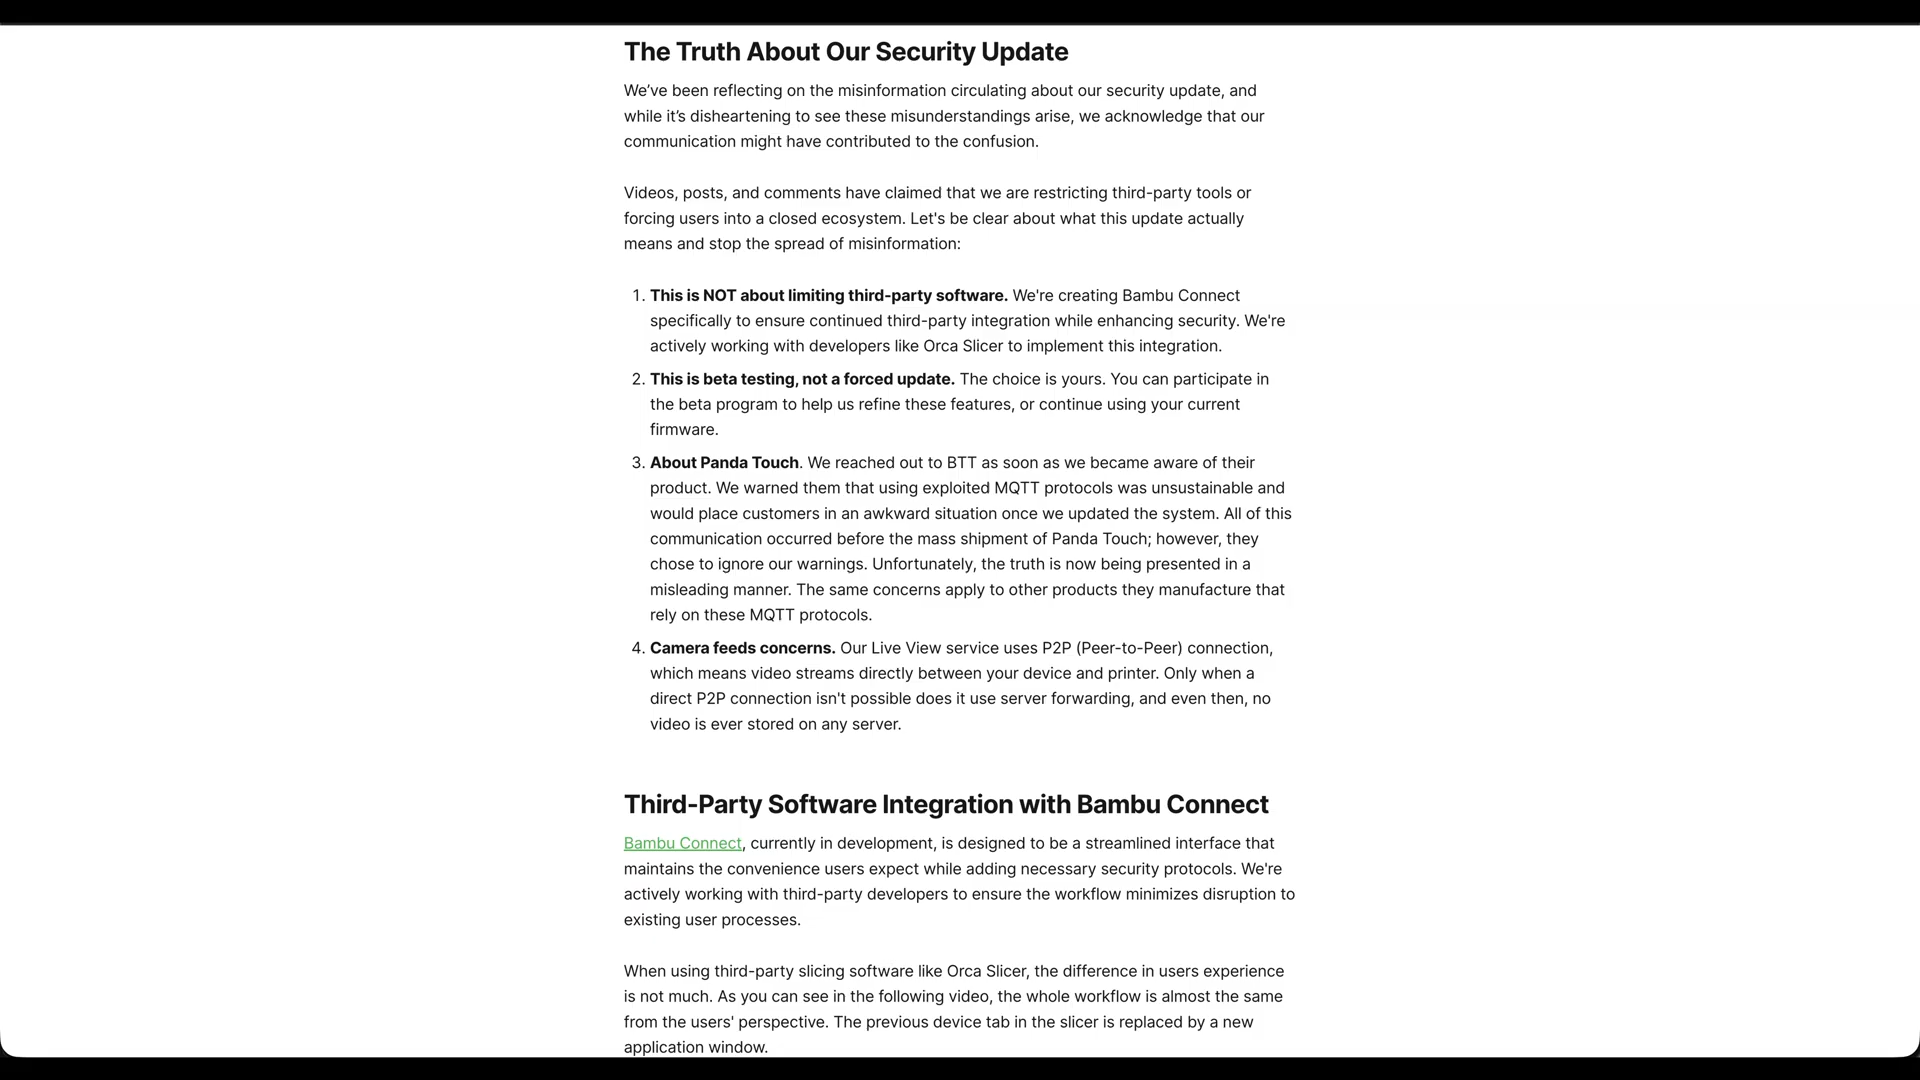 The Truth About Our Security Update
We’ve been reflecting on the misinformation circulating about our security update, and
while it’s disheartening to see these misunderstandings arise, we acknowledge that our
communication might have contributed to the confusion.
Videos, posts, and comments have claimed that we are restricting third-party tools or
forcing users into a closed ecosystem. Let's be clear about what this update actually
means and stop the spread of misinformation:
1. This is NOT about limiting third-party software. We're creating Bambu Connect
specifically to ensure continued third-party integration while enhancing security. We're
actively working with developers like Orca Slicer to implement this integration.
2. This is beta testing, not a forced update. The choice is yours. You can participate in
the beta program to help us refine these features, or continue using your current
firmware.
3. About Panda Touch. We reached out to BTT as soon as we became aware of their
product. We warned them that using exploited MQTT protocols was unsustainable and
would place customers in an awkward situation once we updated the system. All of this
communication occurred before the mass shipment of Panda Touch; however, they
chose to ignore our warnings. Unfortunately, the truth is now being presented in a
misleading manner. The same concerns apply to other products they manufacture that
rely on these MQTT protocols.
4. Camera feeds concerns. Our Live View service uses P2P (Peer-to-Peer) connection,
which means video streams directly between your device and printer. Only when a
direct P2P connection isn't possible does it use server forwarding, and even then, no
video is ever stored on any server.
Third-Party Software Integration with Bambu Connect
Bambu Connect, currently in development, is designed to be a streamlined interface that
maintains the convenience users expect while adding necessary security protocols. We're
actively working with third-party developers to ensure the workflow minimizes disruption to
existing user processes.
When using third-party slicing software like Orca Slicer, the difference in users experience
is not much. As you can see in the following video, the whole workflow is almost the same
from the users' perspective. The previous device tab in the slicer is replaced by a new
application window.